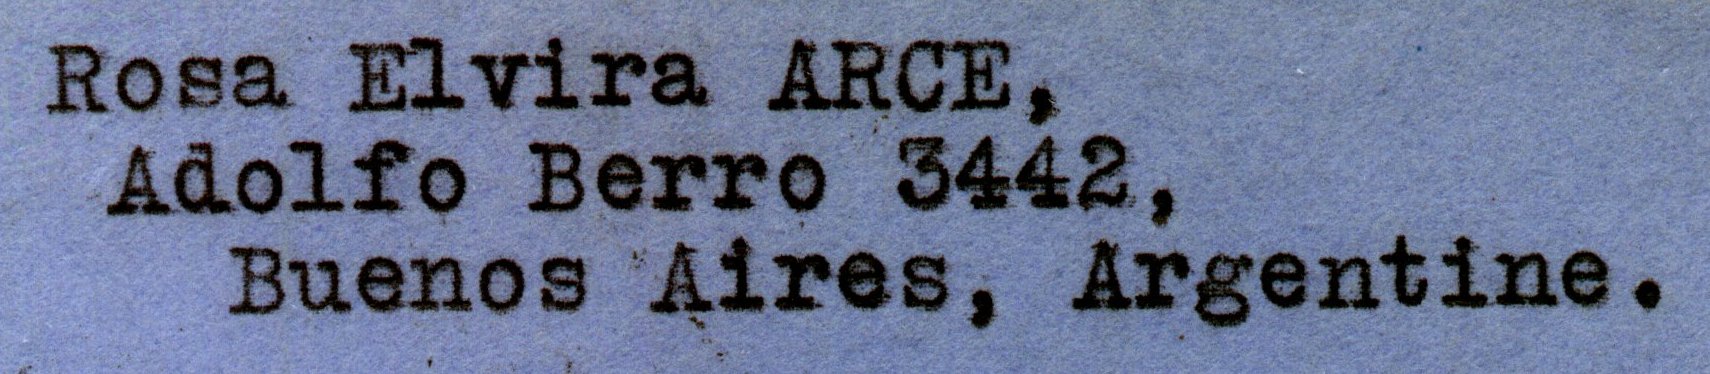 Rosa Elvira ARCE,
Adolfo Berro 3442,
Buenos Aires, Argentine.